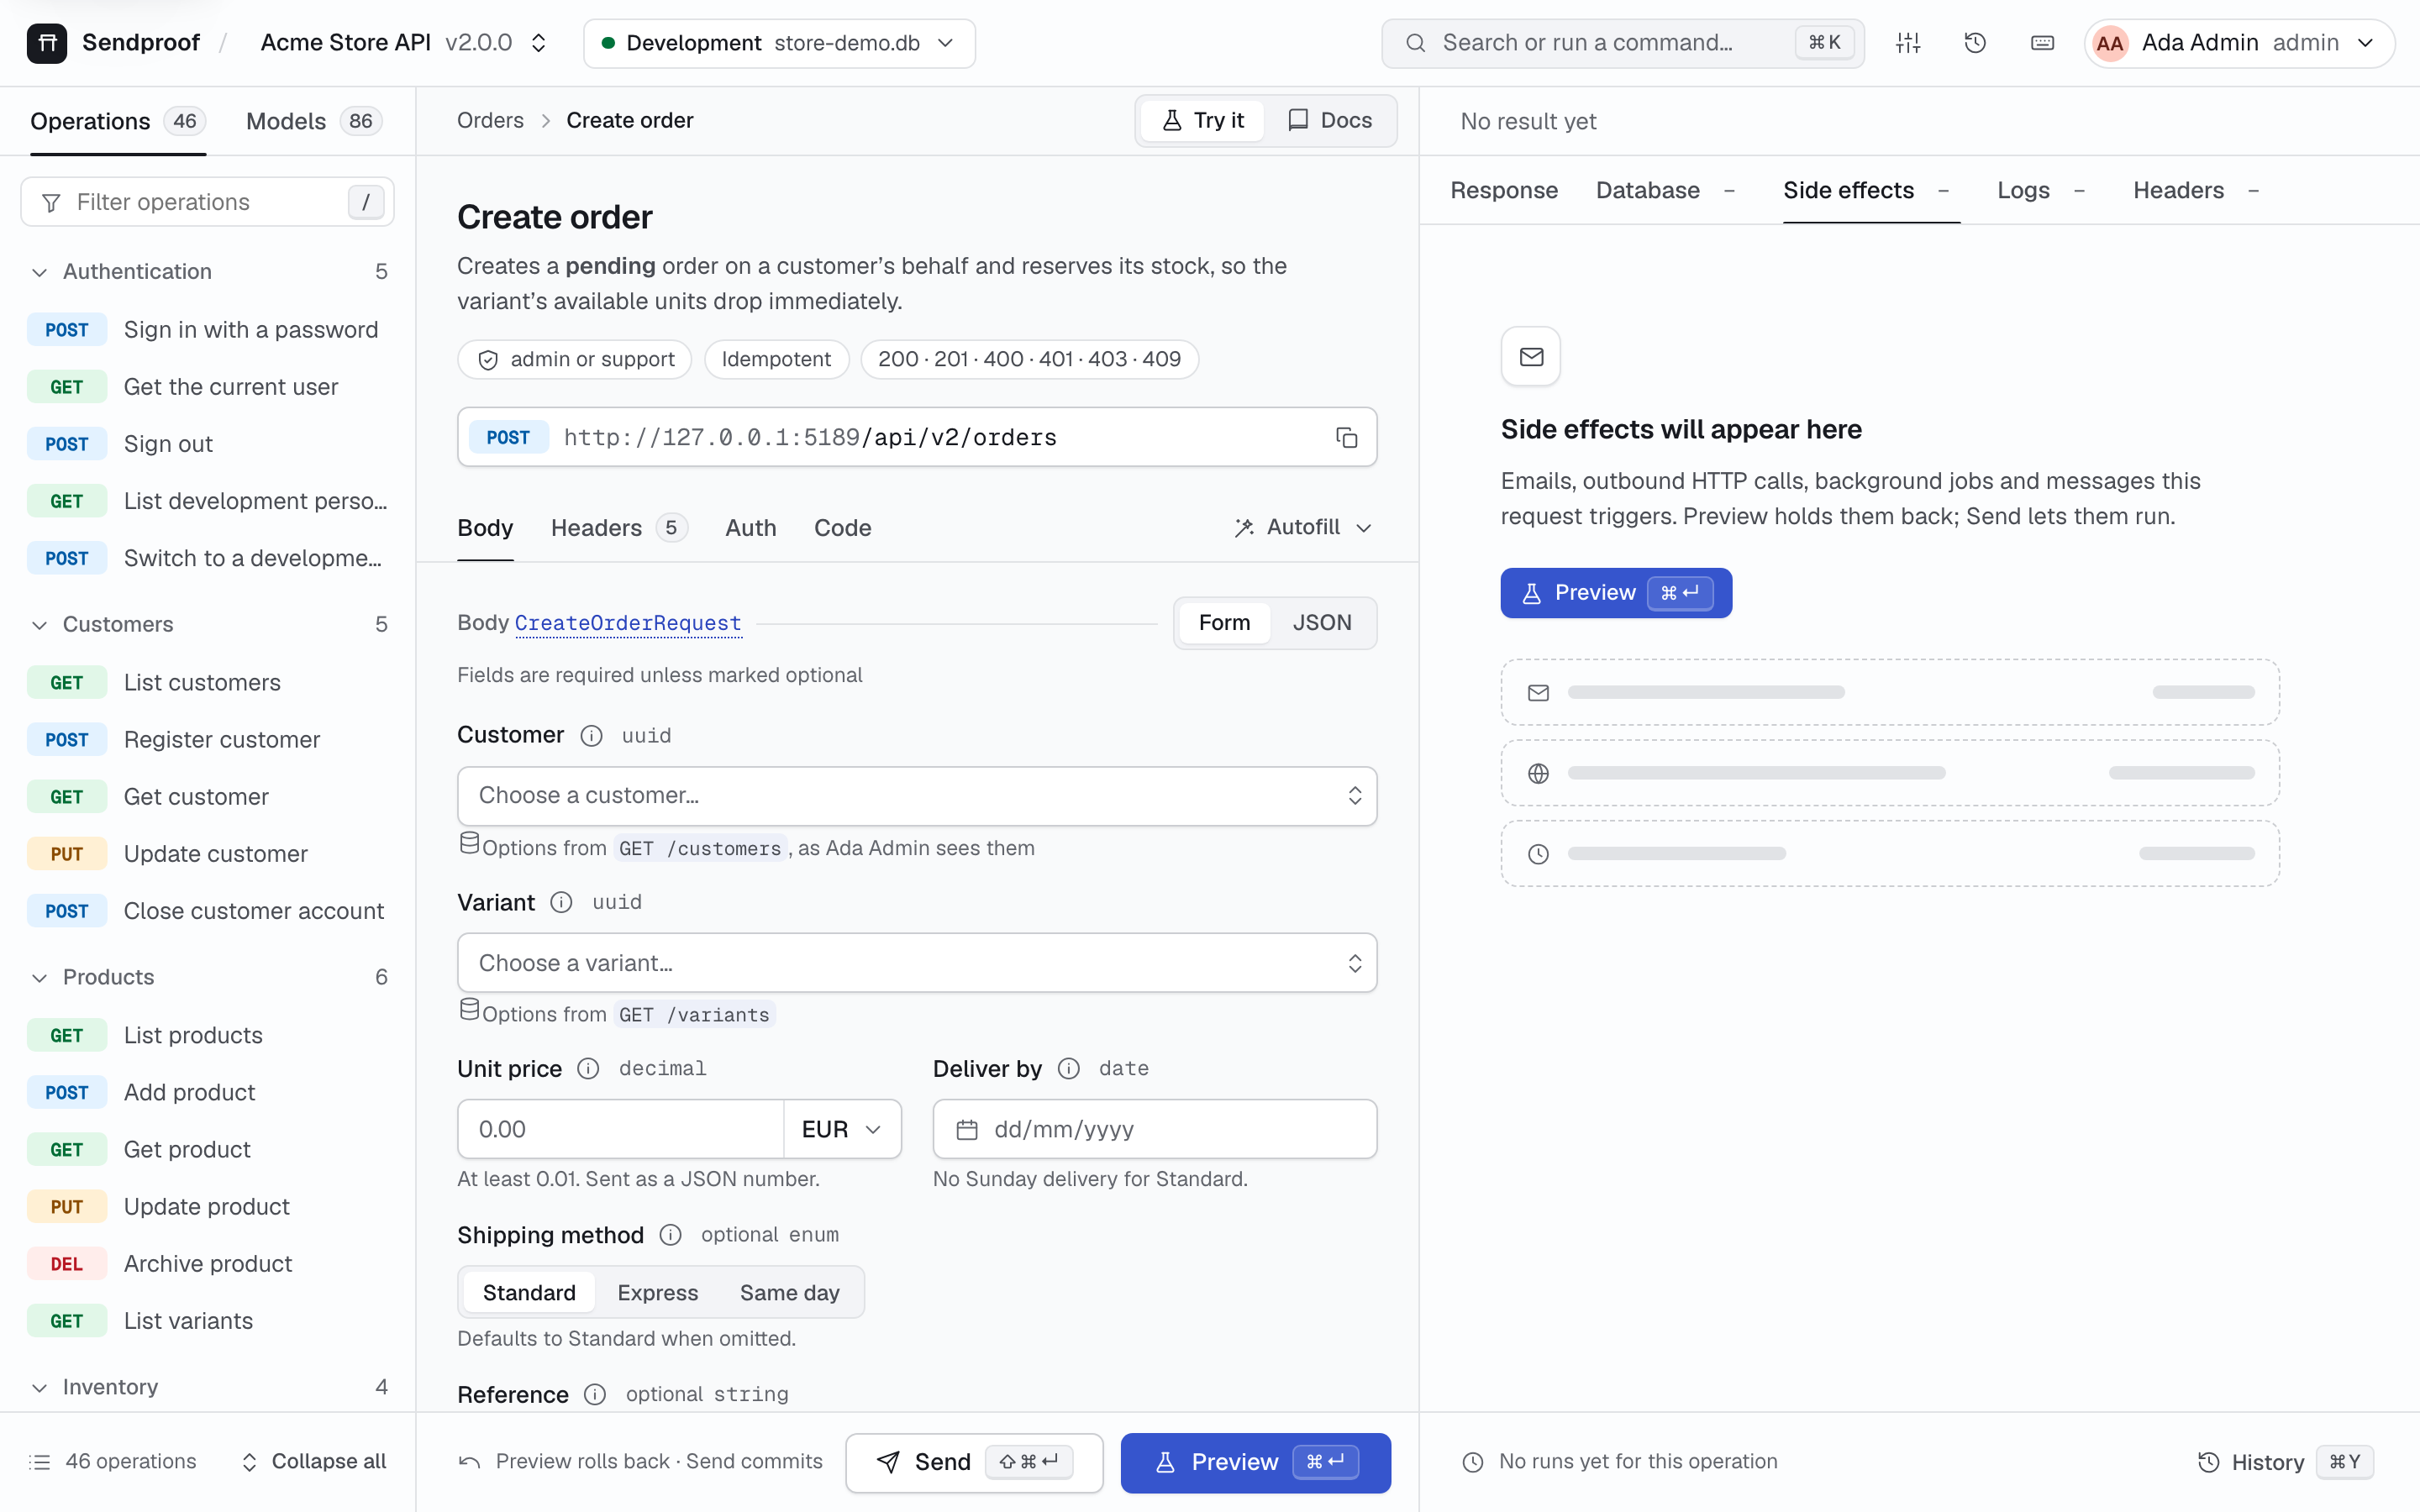 Sendproof / Acme Store API v2.0.0
Development store-demo.db
Search or run a command... ⌘K
AA Ada Admin admin
Operations 46 Models 86
Filter operations /
Authentication 5
POST Sign in with a password
GET Get the current user
POST Sign out
GET List development perso...
POST Switch to a developme...
Customers 5
GET List customers
POST Register customer
GET Get customer
PUT Update customer
POST Close customer account
Products 6
GET List products
POST Add product
GET Get product
PUT Update product
DEL Archive product
GET List variants
Inventory 4
46 operations Collapse all
Orders > Create order
Try it Docs
Create order
Creates a pending order on a customer’s behalf and reserves its stock, so the
variant’s available units drop immediately.
admin or support Idempotent 200 · 201 · 400 · 401 · 403 · 409
POST http://127.0.0.1:5189/api/v2/orders
Body Headers 5 Auth Code Autofill
Body CreateOrderRequest Form JSON
Fields are required unless marked optional
Customer uuid
Choose a customer...
Options from GET /customers, as Ada Admin sees them
Variant uuid
Choose a variant...
Options from GET /variants
Unit price decimal Deliver by date
0.00 EUR dd/mm/yyyy
At least 0.01. Sent as a JSON number. No Sunday delivery for Standard.
Shipping method optional enum
Standard Express Same day
Defaults to Standard when omitted.
Reference optional string
Preview rolls back · Send commits Send ⇧⌘↵ Preview ⌘↵
No result yet
Response Database – Side effects – Logs – Headers –
Side effects will appear here
Emails, outbound HTTP calls, background jobs and messages this
request triggers. Preview holds them back; Send lets them run.
Preview ⌘↵
No runs yet for this operation History ⌘Y